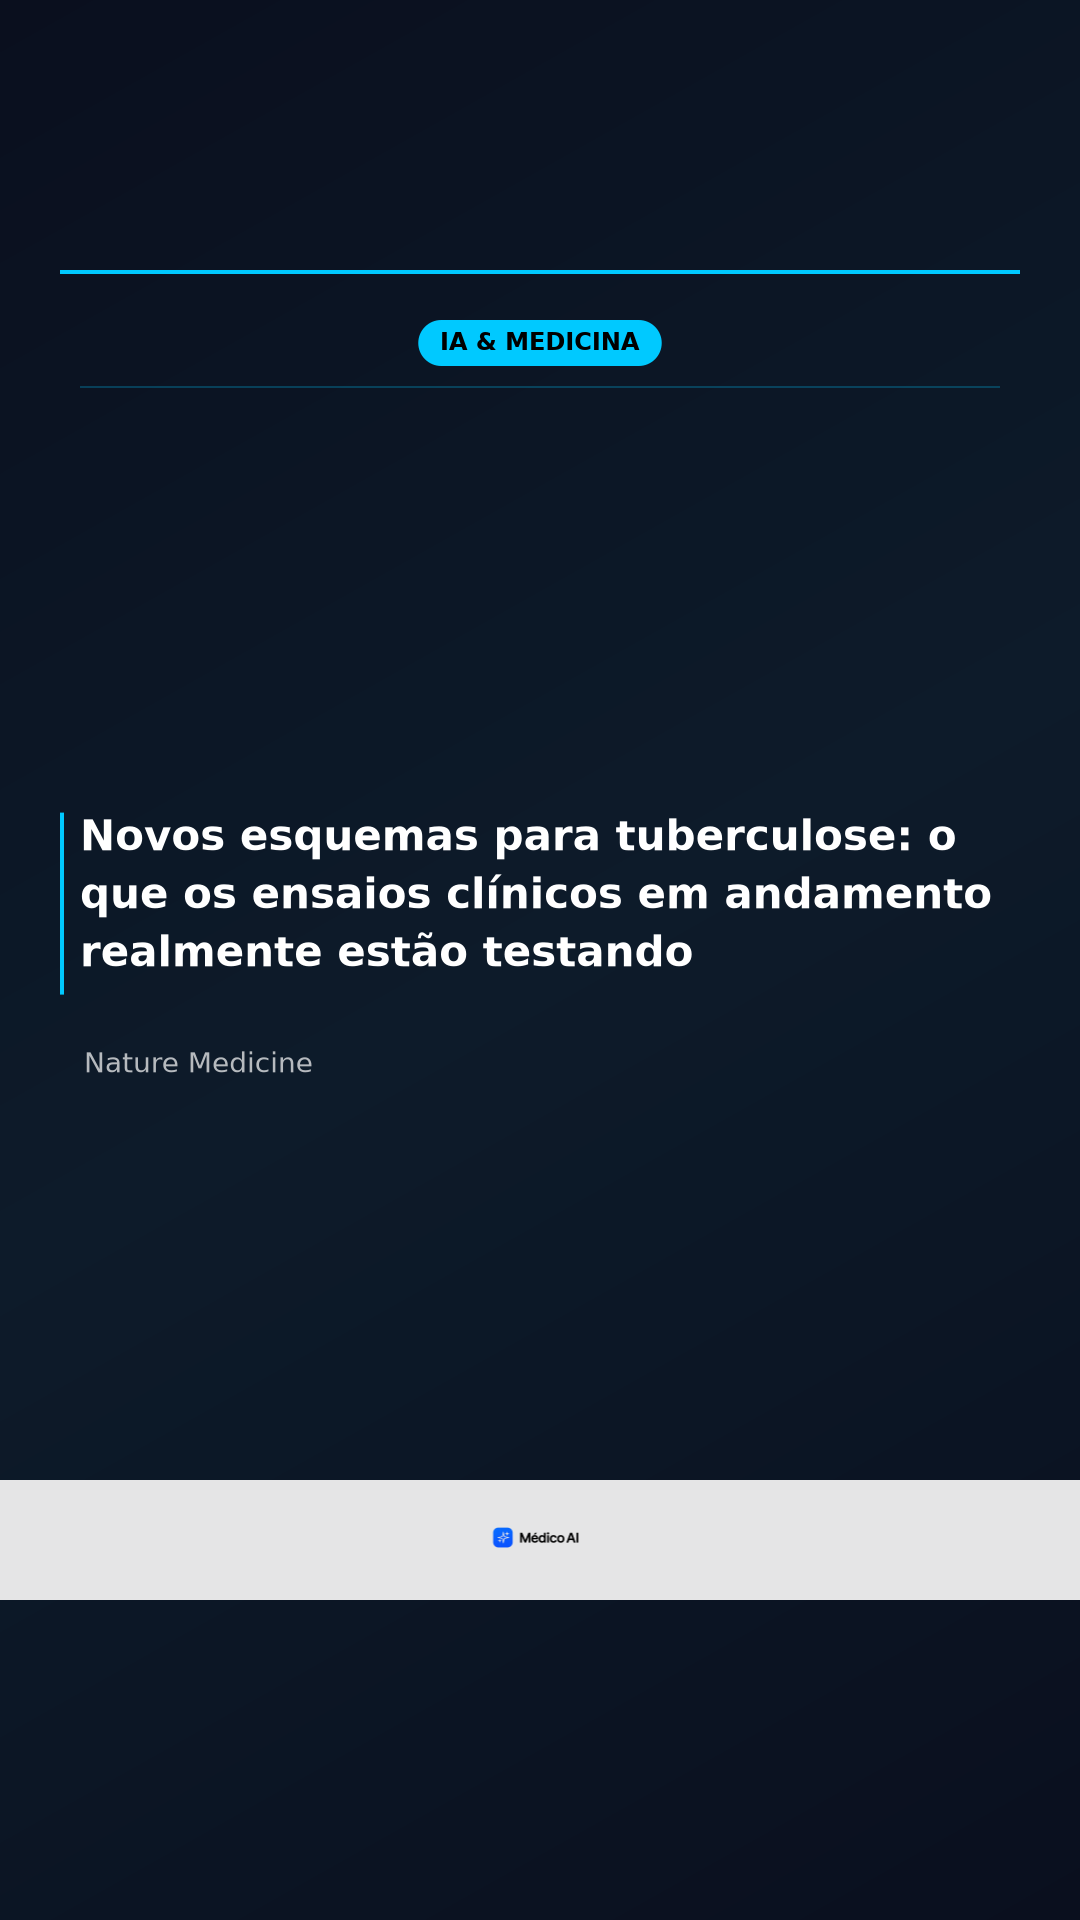 IA & MEDICINA
Novos esquemas para tuberculose: o
que os ensaios clínicos em andamento
realmente estão testando
Nature Medicine
Médico AI